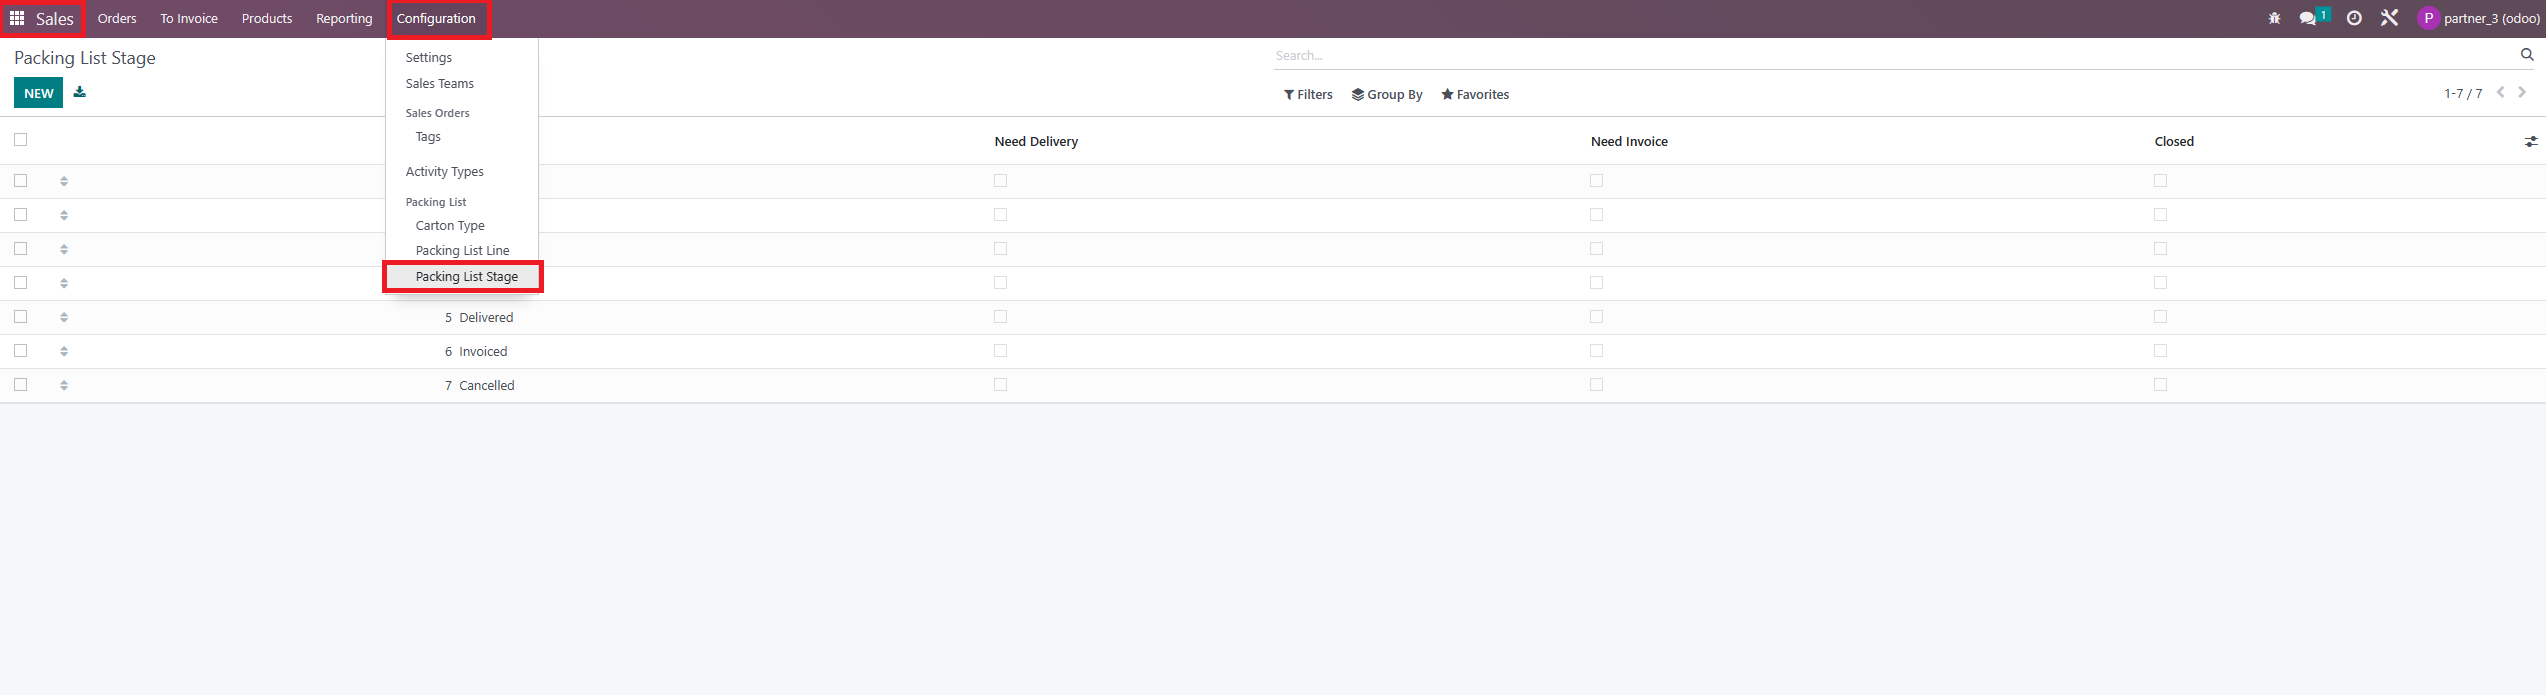 Sales Orders To Invoice Products Reporting Configuration 1 P partner_3 (odoo)
Packing List Stage
Search...
NEW
Filters Group By Favorites
1-7 / 7
Settings
Sales Teams
Sales Orders
Tags
Activity Types
Packing List
Carton Type
Packing List Line
Packing List Stage
Need Delivery Need Invoice Closed
5 Delivered
6 Invoiced
7 Cancelled